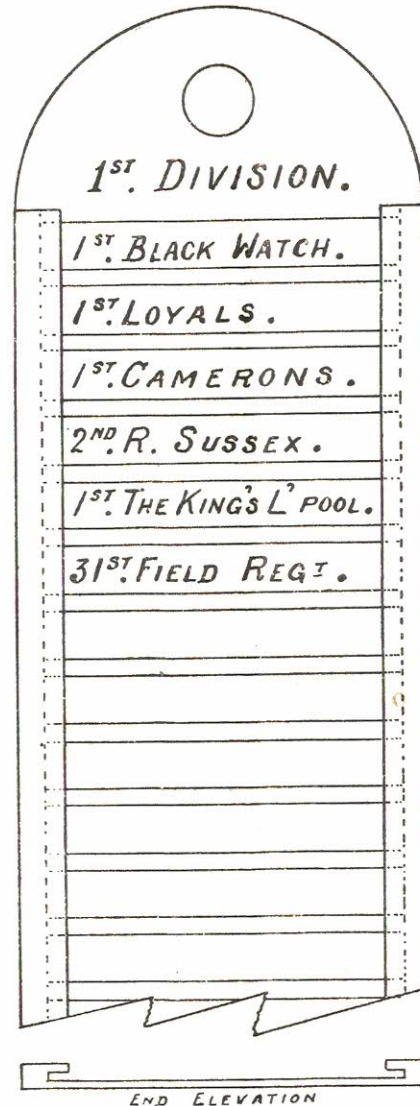 1ST. DIVISION.
1ST. BLACK WATCH.
1ST. LOYALS.
1ST. CAMERONS.
2ND. R. SUSSEX.
1ST. THE KING'S L'POOL.
31ST. FIELD REGT.
END ELEVATION